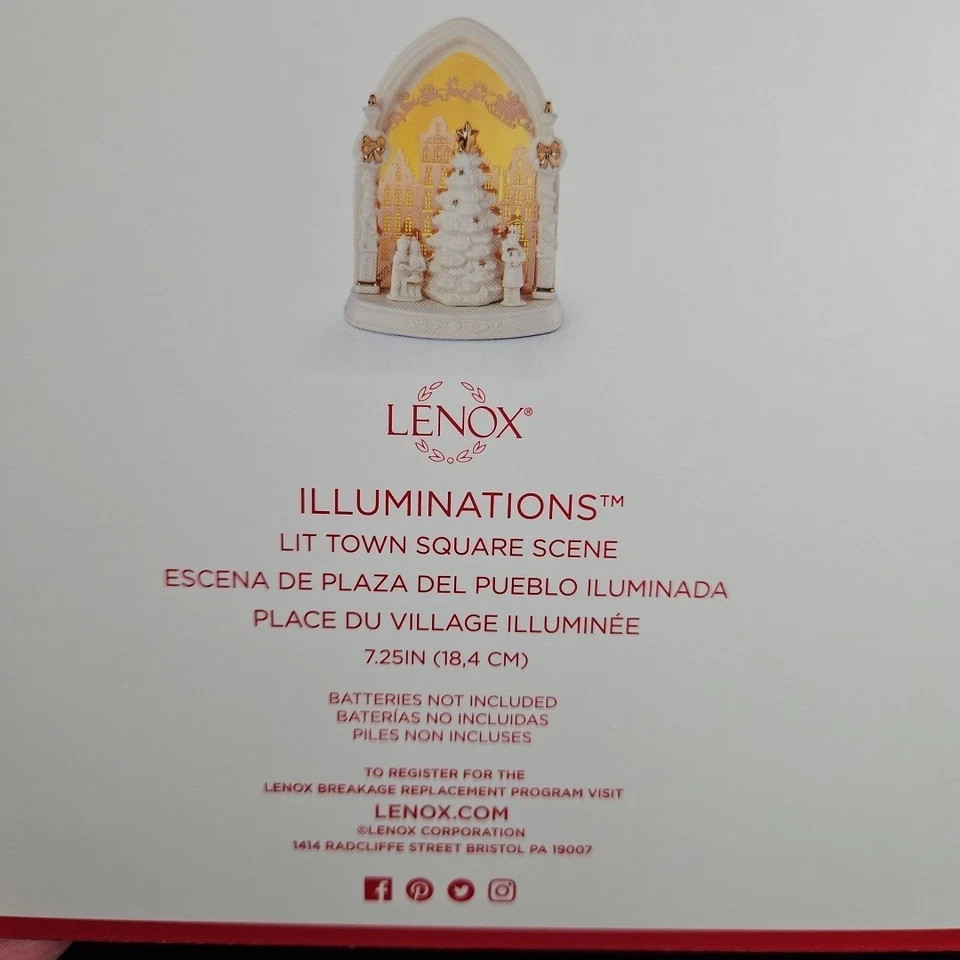 LENOX®
ILLUMINATIONS™
LIT TOWN SQUARE SCENE
ESCENA DE PLAZA DEL PUEBLO ILUMINADA
PLACE DU VILLAGE ILLUMINÉE
7.25IN (18,4 CM)
BATTERIES NOT INCLUDED
BATERÍAS NO INCLUIDAS
PILES NON INCLUSES
TO REGISTER FOR THE
LENOX BREAKAGE REPLACEMENT PROGRAM VISIT
LENOX.COM
©LENOX CORPORATION
1414 RADCLIFFE STREET BRISTOL PA 19007